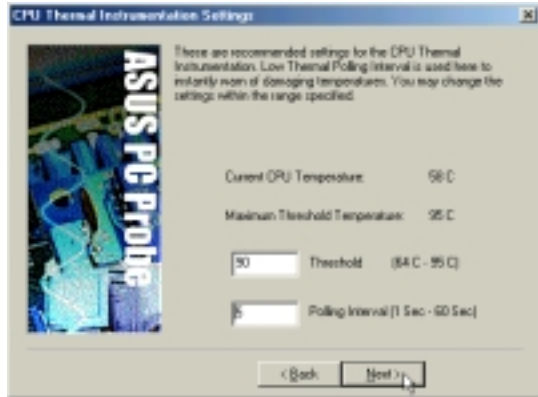 CPU Thermal Instrumentation Settings
ASUS PC Probe
These are recommended settings for the CPU Thermal
Instrumentation. Low Thermal Polling Interval is used here to
instantly warn of damaging temperatures. You may change the
settings within the range specified.
Current CPU Temperature: 58 C
Maximum Threshold Temperature: 95 C
90 Threshold (64 C - 95 C)
Polling Interval (1 Sec - 60 Sec)
< Back Next >